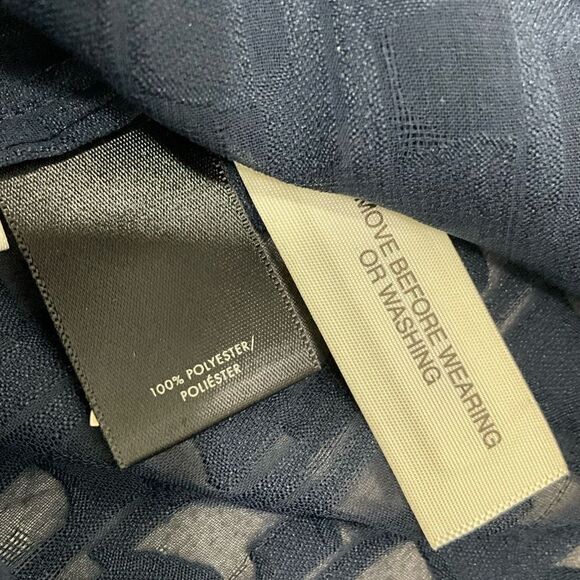 100% POLYESTER/
POLIÉSTER
MOVE BEFORE WEARING
OR WASHING